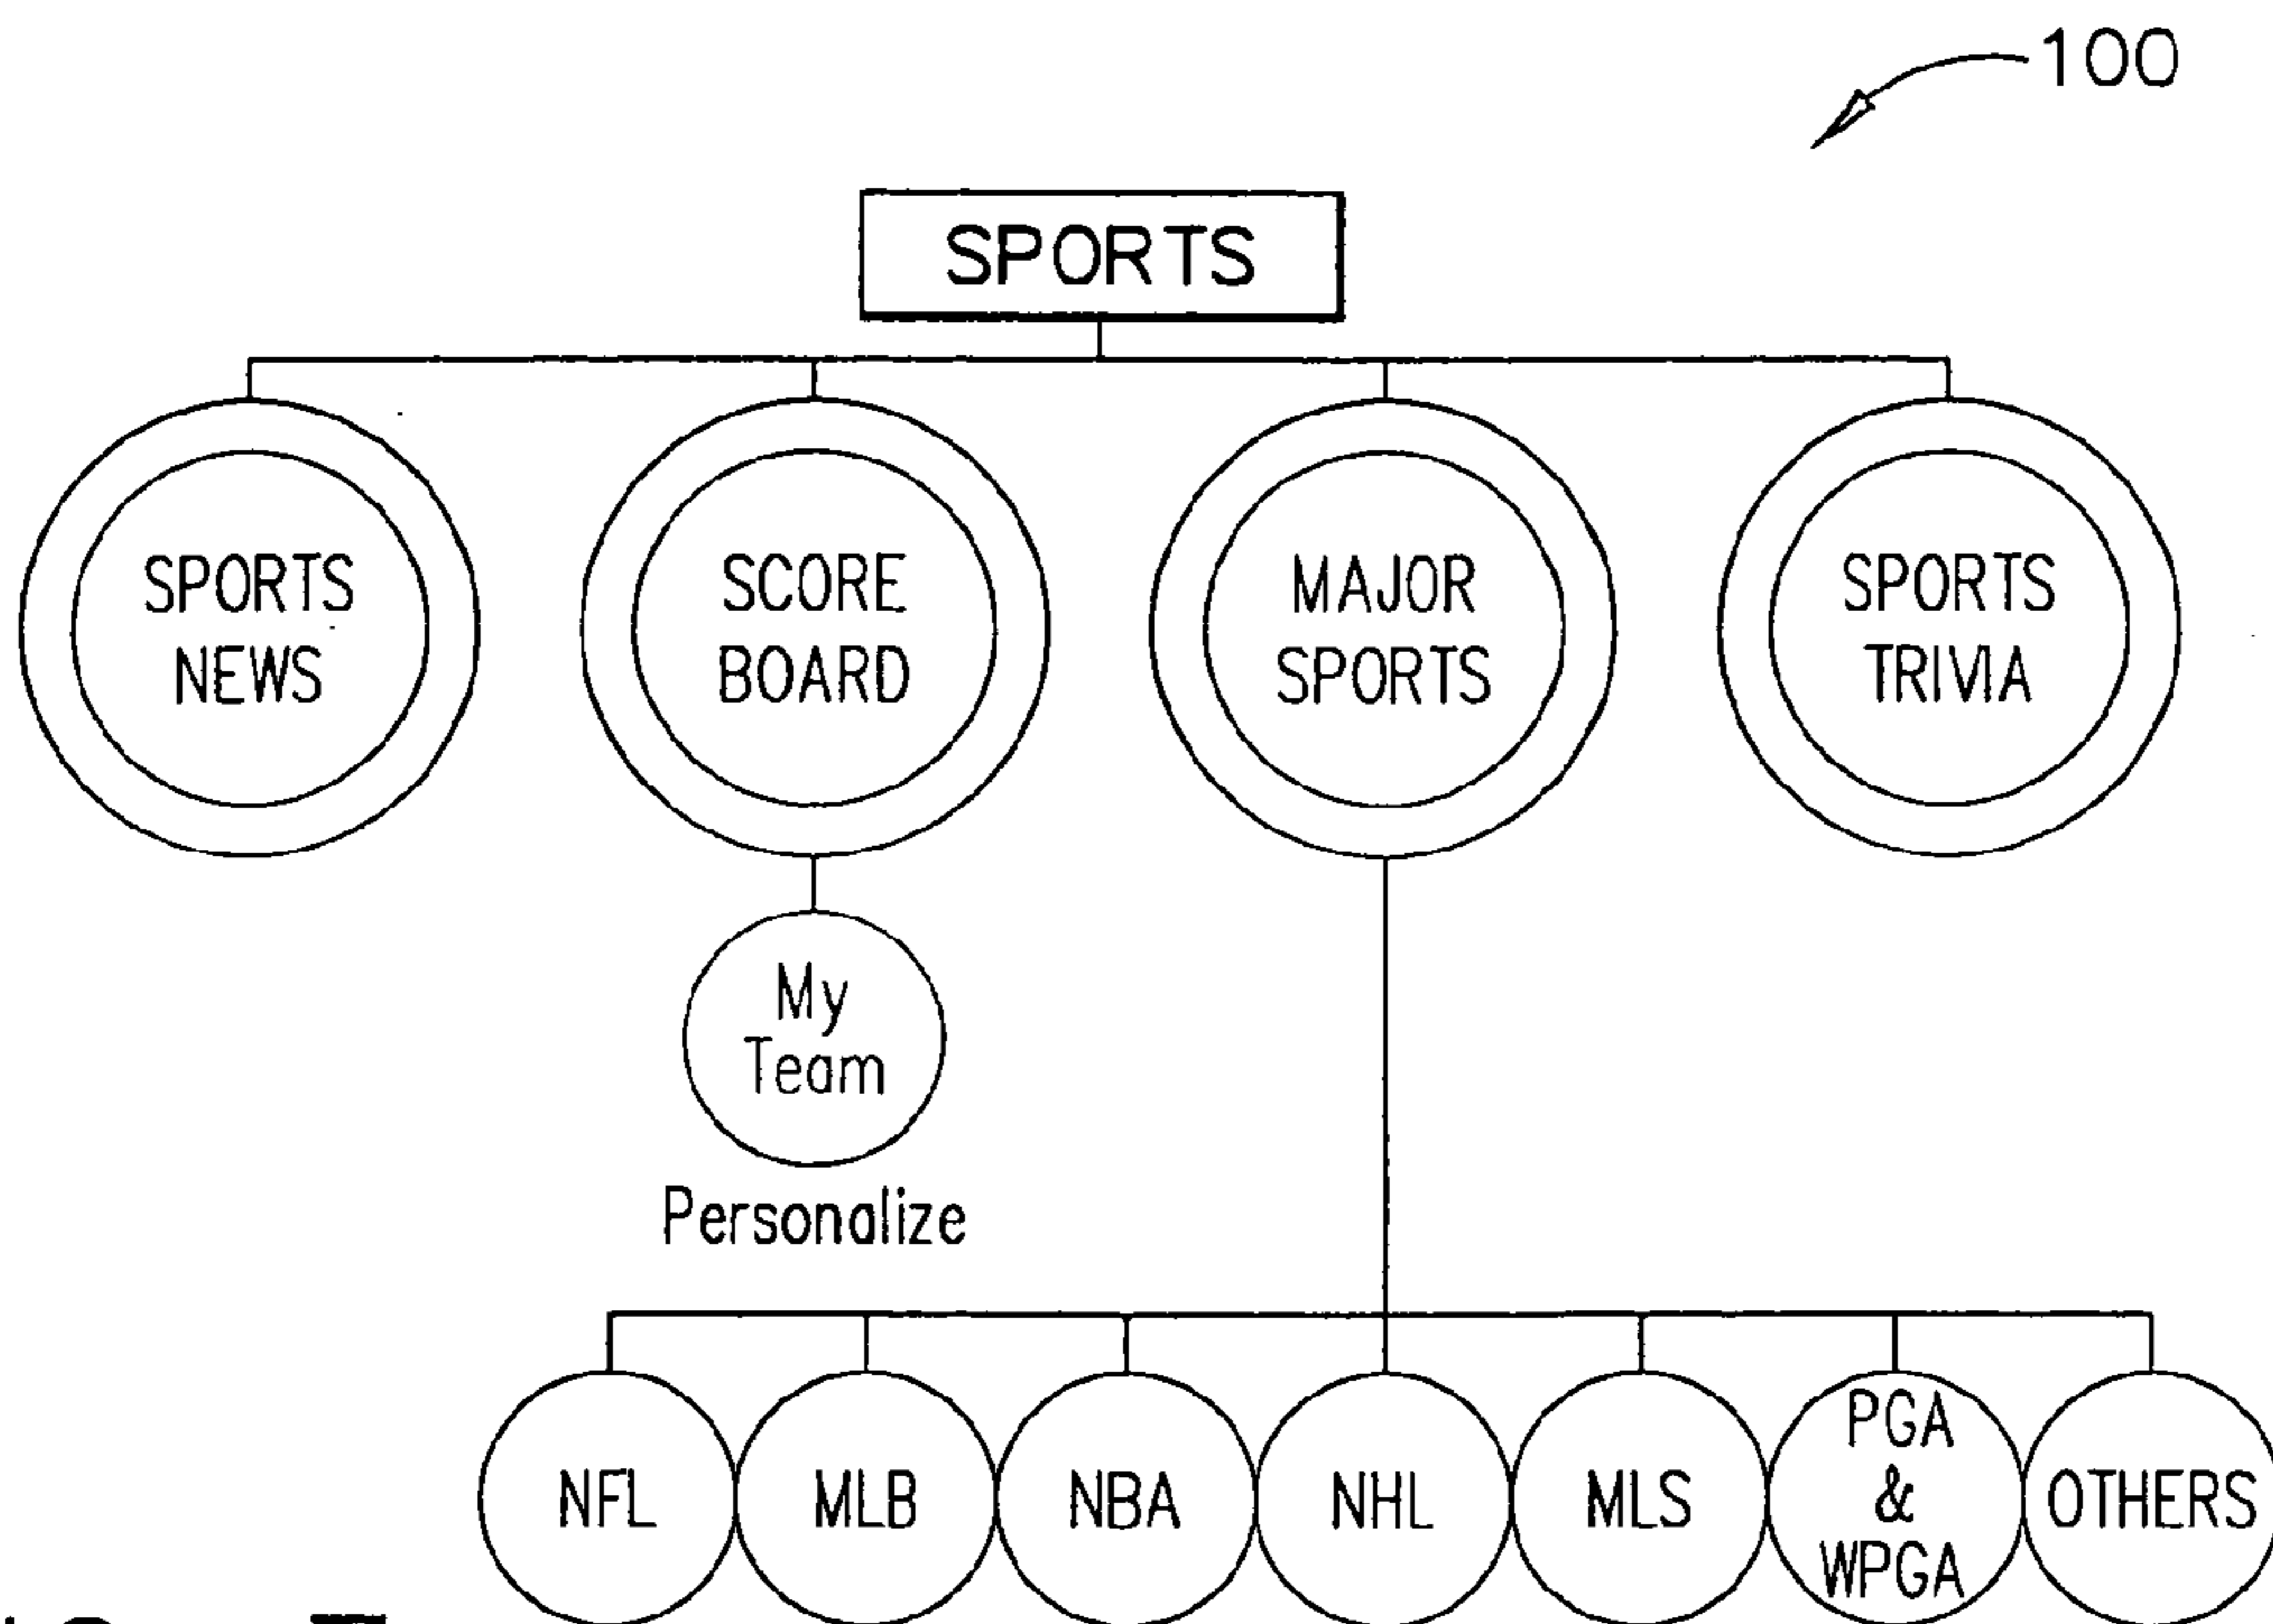 100
SPORTS
SPORTS
NEWS
SCORE
BOARD
MAJOR
SPORTS
SPORTS
TRIVIA
My
Team
Personalize
NFL
MLB
NBA
NHL
MLS
PGA
&
WPGA
OTHERS